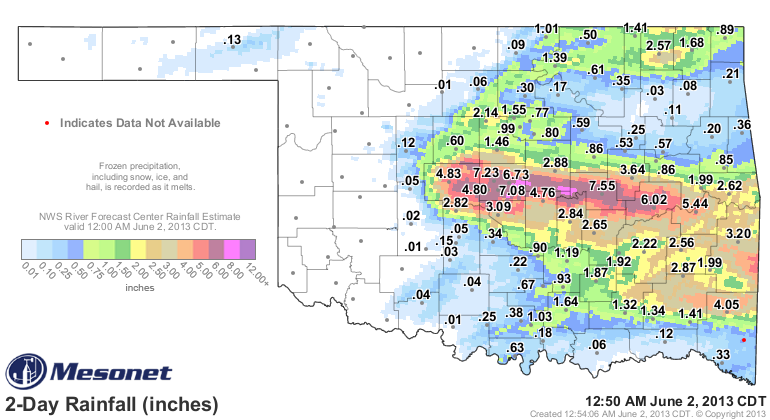 1.01 .50 1.41 .89
.13 .09 2.57 1.68
1.39
.61 .21
.01 .06 .30 .17 .35 .03 .08
2.14 1.55 .77 .11
.99 .80 .59 .25 .20 .36
Indicates Data Not Available
.12 .60 1.46 .86 .53 .57
2.88 .85
Frozen precipitation,
including snow, ice, and
hail, is recorded as it melts.
4.83 7.23 6.73 3.64 .86
.05 4.80 7.08 4.76 7.55 1.99 2.62
2.82 3.09 6.02 5.44
NWS River Forecast Center Rainfall Estimate
valid 12:00 AM June 2, 2013 CDT.
.02 2.84
.05 .34 2.65 3.20
.01 .15 .03 .90 1.19 2.22 2.56
.22 1.92 2.87 1.99
.04 .04 .67 .93 1.87
0.01 0.10 0.25 0.50 0.75 1.00 1.50 2.00 2.50 3.00 4.00 5.00 6.00 8.00 12.00+
inches
1.64 1.32 1.34 1.41 4.05
.01 .25 .38 1.03
.18 .12
.63 .06 .33
Mesonet
2-Day Rainfall (inches)
12:50 AM June 2, 2013 CDT
Created 12:54:06 AM June 2, 2013 CDT. © Copyright 2013